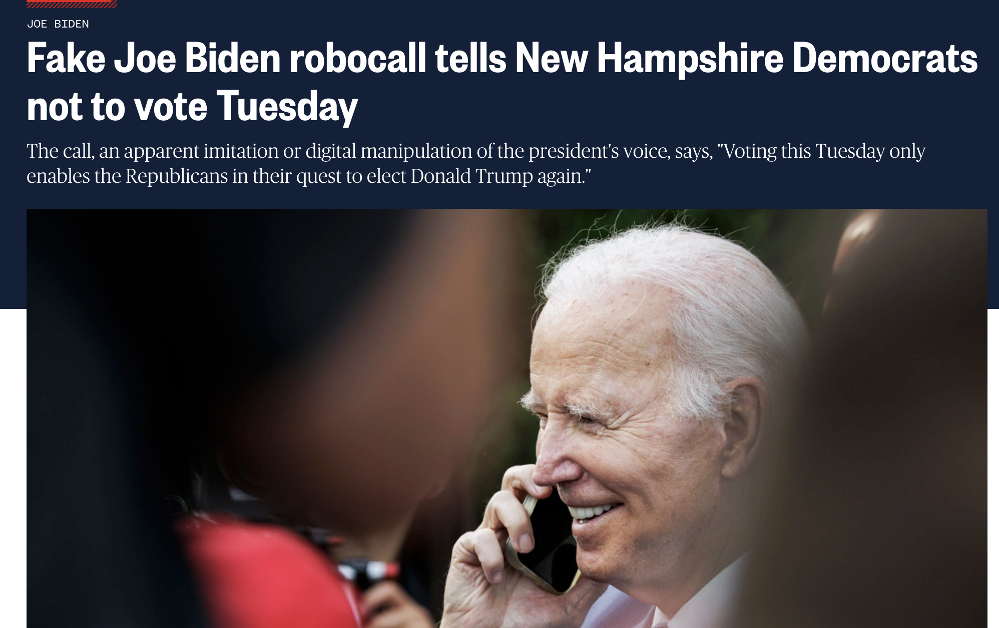 JOE BIDEN
Fake Joe Biden robocall tells New Hampshire Democrats
not to vote Tuesday
The call, an apparent imitation or digital manipulation of the president's voice, says, "Voting this Tuesday only
enables the Republicans in their quest to elect Donald Trump again."